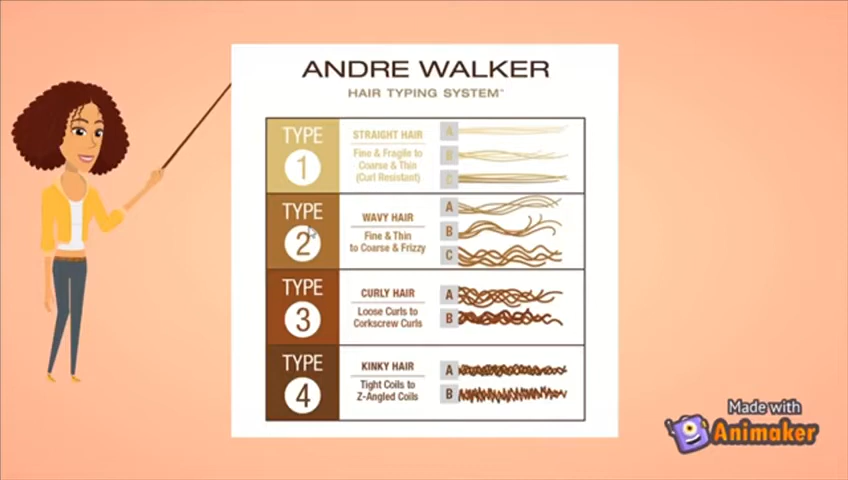 ANDRE WALKER
HAIR TYPING SYSTEM™
TYPE
1
STRAIGHT HAIR
Fine & Fragile to
Coarse & Thin
(Curl Resistant)
A
B
C
TYPE
2
WAVY HAIR
Fine & Thin
to Coarse & Frizzy
A
B
C
TYPE
3
CURLY HAIR
Loose Curls to
Corkscrew Curls
A
B
TYPE
4
KINKY HAIR
Tight Coils to
Z-Angled Coils
A
B
Made with
Animaker